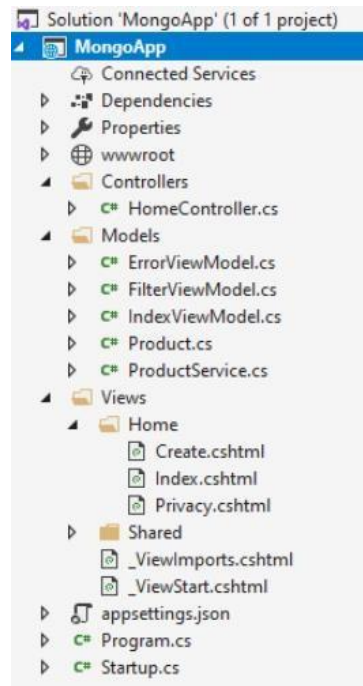 Solution 'MongoApp' (1 of 1 project)
MongoApp
Connected Services
Dependencies
Properties
wwwroot
Controllers
C# HomeController.cs
Models
C# ErrorViewModel.cs
C# FilterViewModel.cs
C# IndexViewModel.cs
C# Product.cs
C# ProductService.cs
Views
Home
Create.cshtml
Index.cshtml
Privacy.cshtml
Shared
_ViewImports.cshtml
_ViewStart.cshtml
appsettings.json
C# Program.cs
C# Startup.cs